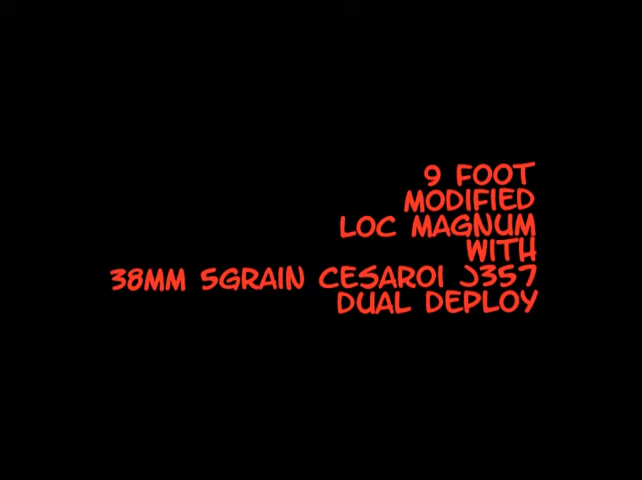 9 FOOT
MODIFIED
LOC MAGNUM
WITH
38MM 5GRAIN CESAROI J357
DUAL DEPLOY